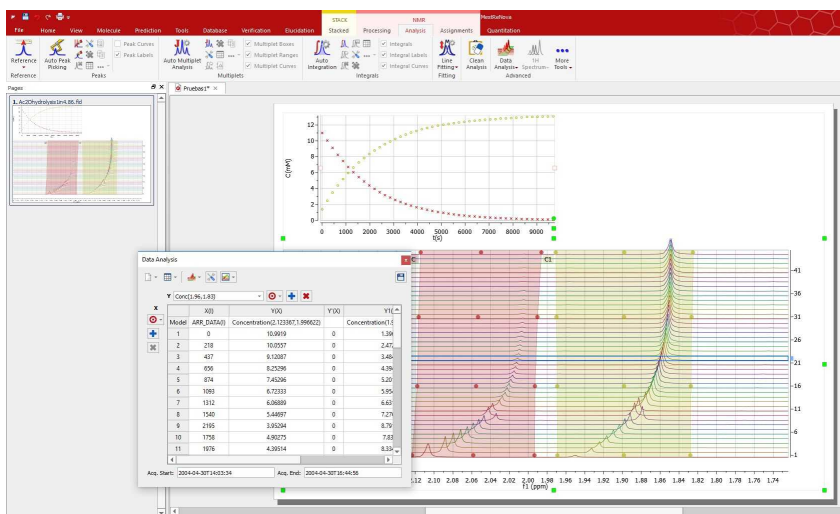 STACK NMR MestReNova
File Home View Molecule Prediction Tools Database Verification Elucidation Stacked Processing Analysis Assignments Quantitation
Reference
Auto Peak Picking
Peak Curves
Peak Labels
Auto Multiplet Analysis
Multiplet Boxes
Multiplet Ranges
Multiplet Curves
Auto Integration
Integrals
Integral Labels
Integral Curves
Line Fitting
Clean Analysis
Data Analysis
1H Spectrum
More Tools
Reference Peaks Multiplets Integrals Fitting Advanced
Pages
Pruebas1*
1. Ac2Dhydrolysis1n4.86.fid
C(mM)
12
10
8
6
4
2
0
0 1000 2000 3000 4000 5000 6000 7000 8000 9000
t(s)
C C1
41
36
31
26
21
16
11
6
1
2.12 2.10 2.08 2.06 2.04 2.02 2.00 1.98 1.96 1.94 1.92 1.90 1.88 1.86 1.84 1.82 1.80 1.78 1.76 1.74
f1 (ppm)
Data Analysis
Y Conc(1.96,1.83)
X
X(I) Y(X) Y'(X) Y1(
Model ARR_DATA(I) Concentration(2.123367,1.996622) Concentration(1.9
1 0 10.9919 0 1.39
2 218 10.0557 0 2.47
3 437 9.12087 0 3.48
4 656 8.25296 0 4.39
5 874 7.45296 0 5.20
6 1093 6.72333 0 5.95
7 1312 6.06889 0 6.63
8 1540 5.44697 0 7.27
9 2195 3.95294 0 8.79
10 1758 4.90275 0 7.83
11 1976 4.39514 0 8.33
Acq. Start: 2004-04-30T14:03:34 Acq. End: 2004-04-30T16:44:56